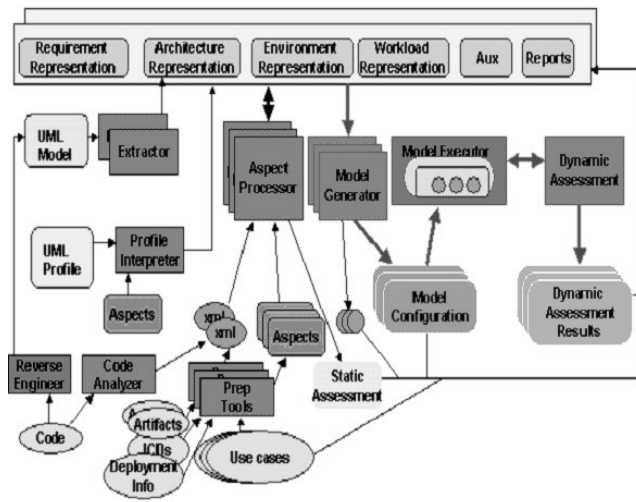 Requirement
Representation
Architecture
Representation
Environment
Representation
Workload
Representation
Aux
Reports
UML
Model
Extractor
Aspect
Processor
Model
Generator
Model Executor
Dynamic
Assessment
UML
Profile
Profile
Interpreter
Aspects
xml
xml
Aspects
Model
Configuration
Dynamic
Assessment
Results
Reverse
Engineer
Code
Analyzer
Prep
Tools
Static
Assessment
Code
Artifacts
ICDs
Deployment
Info
Use cases